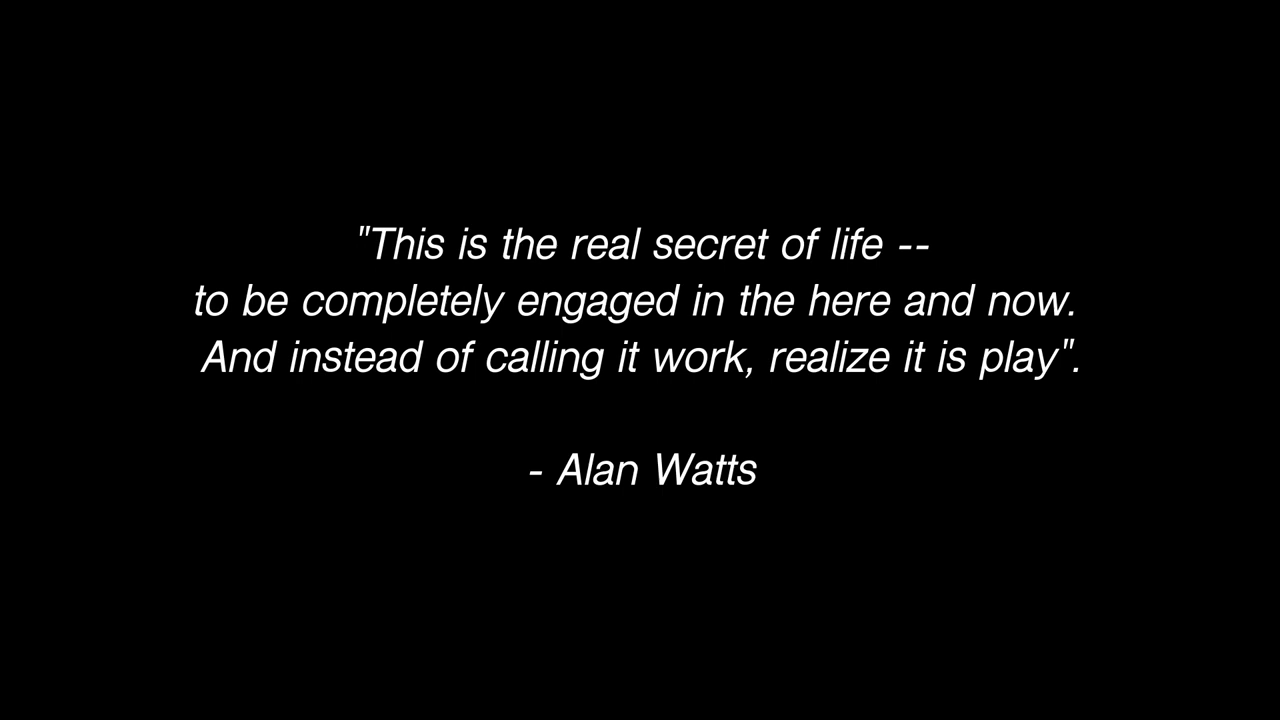 "This is the real secret of life --
to be completely engaged in the here and now.
And instead of calling it work, realize it is play".
- Alan Watts